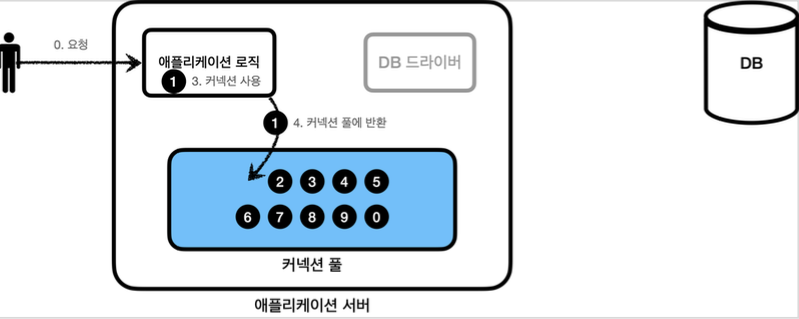 0. 요청
애플리케이션 로직
1 3. 커넥션 사용
DB 드라이버
DB
1 4. 커넥션 풀에 반환
2 3 4 5
6 7 8 9 0
커넥션 풀
애플리케이션 서버